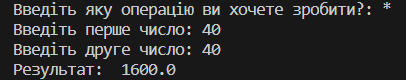 Введіть яку операцію ви хочете зробити?: *
Введіть перше число: 40
Введіть друге число: 40
Результат:  1600.0